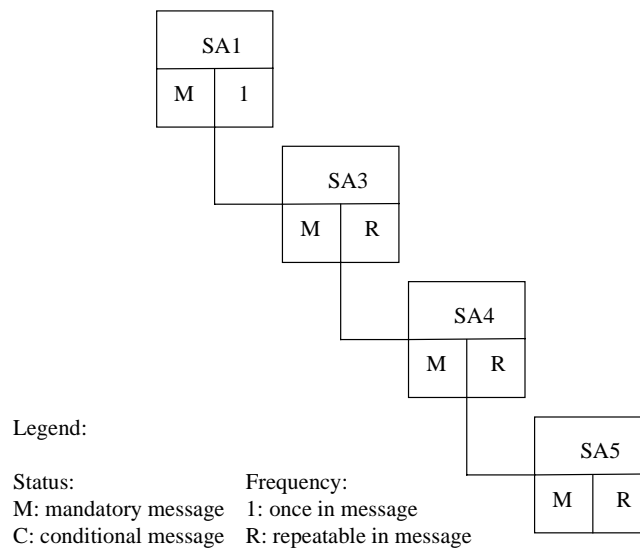 SA1
M 1
SA3
M R
SA4
M R
SA5
M R
Legend:
Status: Frequency:
M: mandatory message 1: once in message
C: conditional message R: repeatable in message